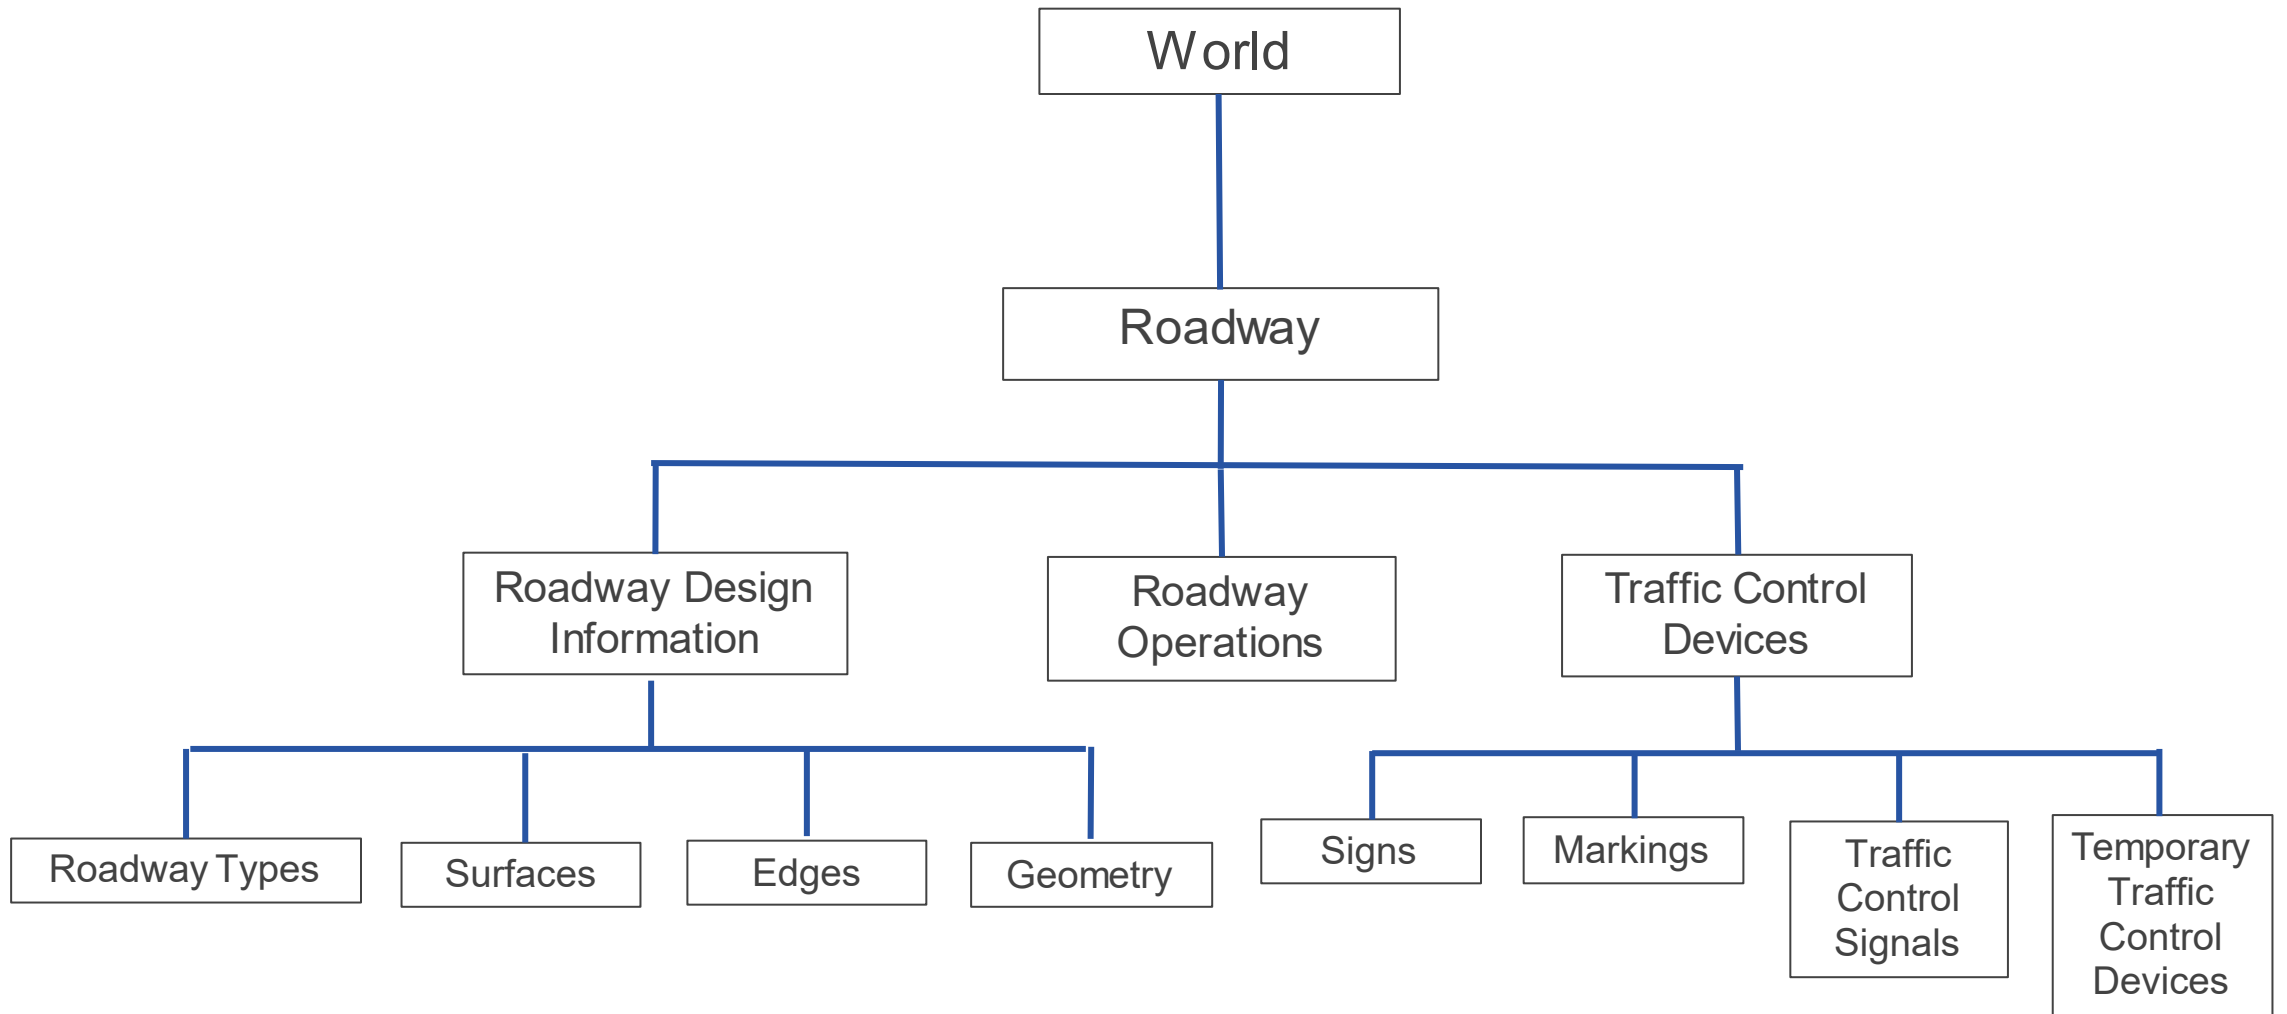 World
Roadway
Roadway Design
Information
Roadway
Operations
Traffic Control
Devices
Roadway Types
Surfaces
Edges
Geometry
Signs
Markings
Traffic
Control
Signals
Temporary
Traffic
Control
Devices